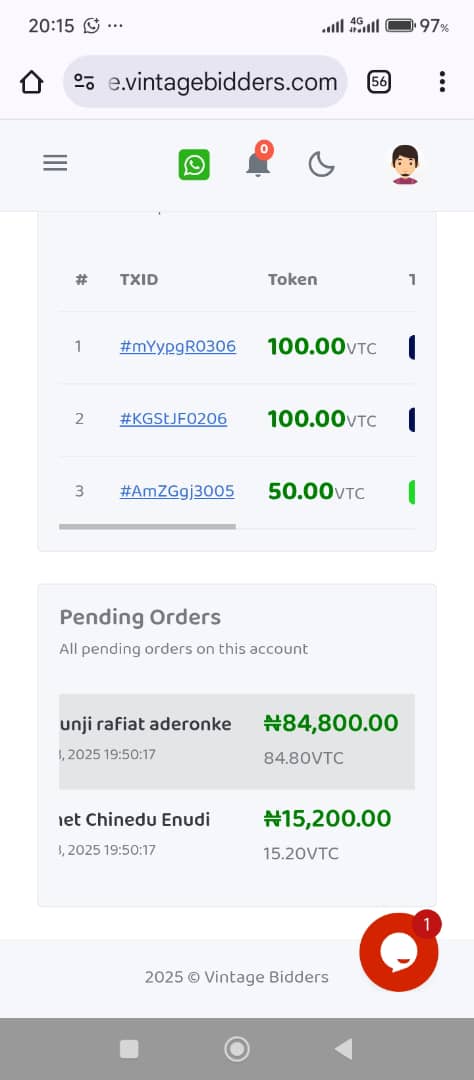 20:15 4G 97%
e.vintagebidders.com 56
0
# TXID Token
1 #mYypgR0306 100.00VTC
2 #KGStJF0206 100.00VTC
3 #AmZGgj3005 50.00VTC
Pending Orders
All pending orders on this account
unji rafiat aderonke ₦84,800.00
, 2025 19:50:17 84.80VTC
et Chinedu Enudi ₦15,200.00
, 2025 19:50:17 15.20VTC
1
2025 © Vintage Bidders